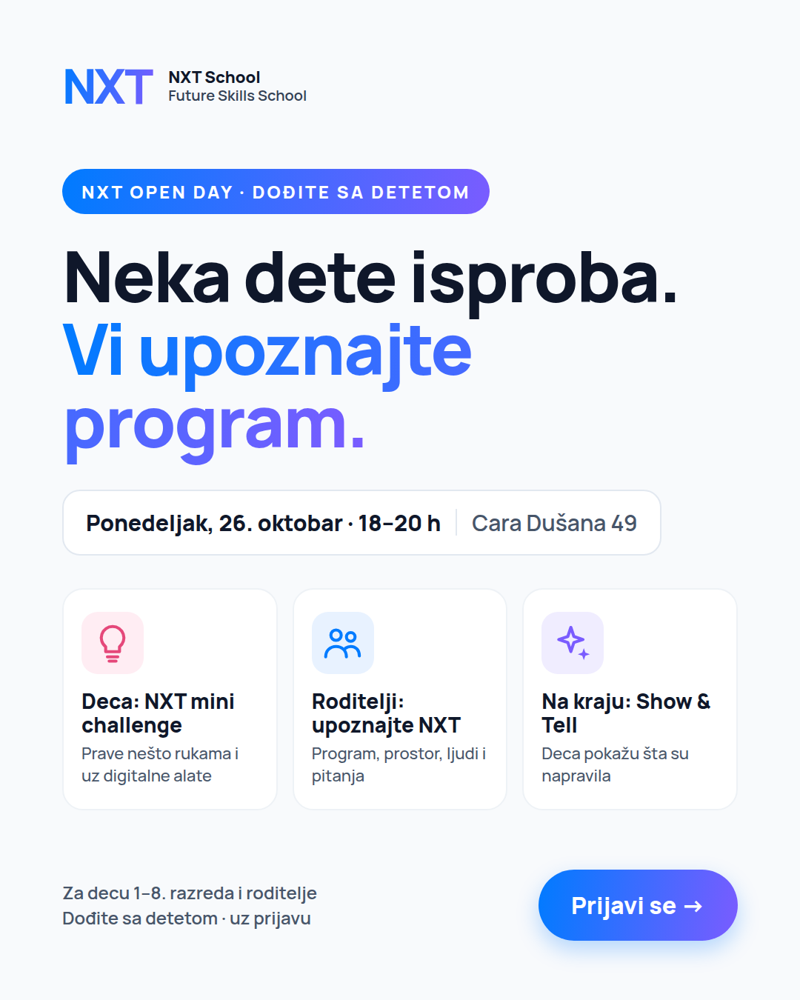 NXT
NXT School
Future Skills School
NXT OPEN DAY · DOĐITE SA DETETOM
Neka dete isproba.
Vi upoznajte
program.
Ponedeljak, 26. oktobar · 18–20 h
Cara Dušana 49
Deca: NXT mini
challenge
Prave nešto rukama i
uz digitalne alate
Roditelji:
upoznajte NXT
Program, prostor, ljudi i
pitanja
Na kraju: Show &
Tell
Deca pokažu šta su
napravila
Za decu 1–8. razreda i roditelje
Dođite sa detetom · uz prijavu
Prijavi se →